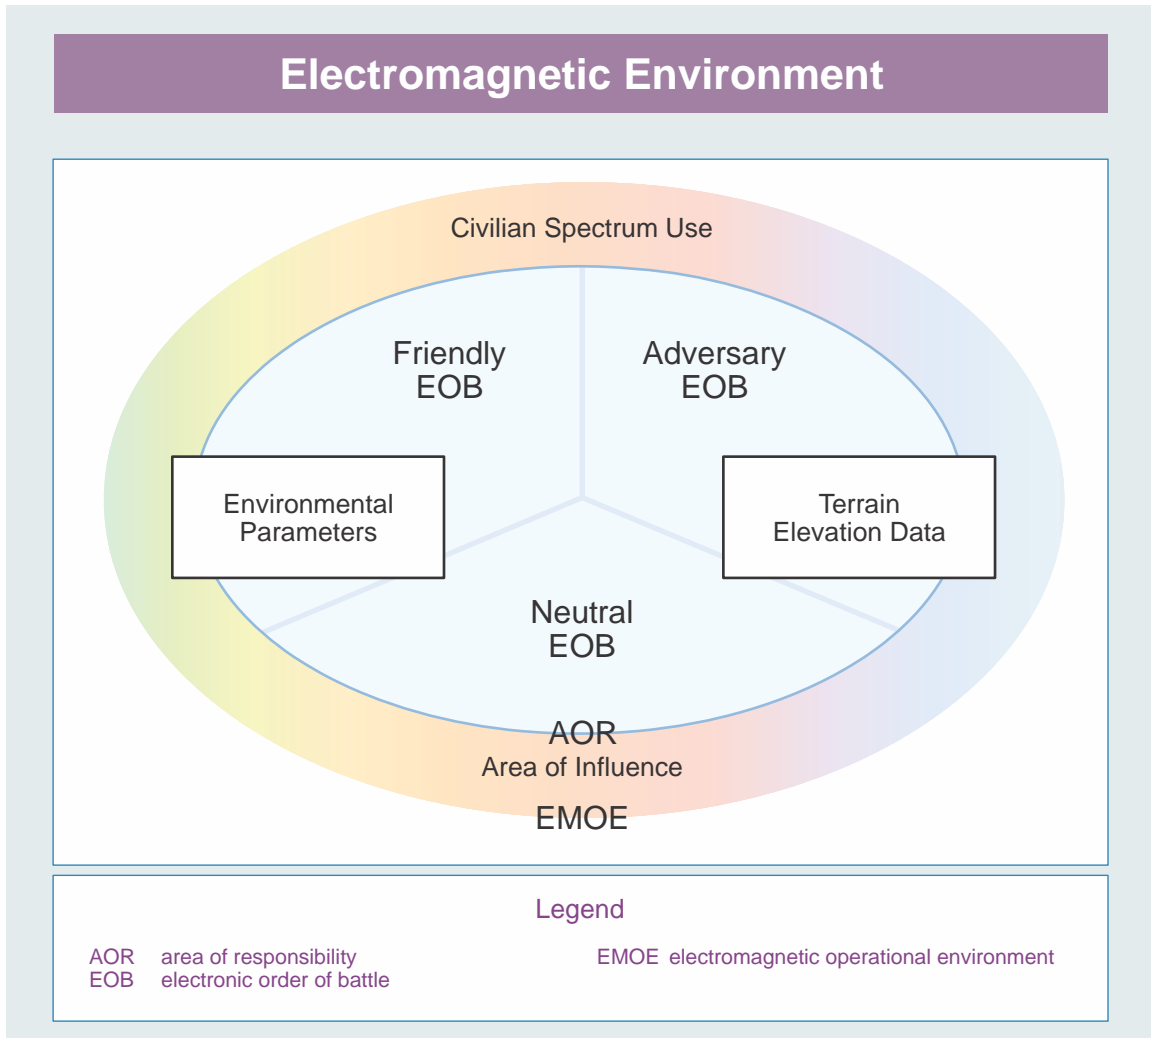 Electromagnetic Environment
Civilian Spectrum Use
Friendly
EOB
Adversary
EOB
Environmental
Parameters
Terrain
Elevation Data
Neutral
EOB
AOR
Area of Influence
EMOE
Legend
AOR area of responsibility
EOB electronic order of battle
EMOE electromagnetic operational environment